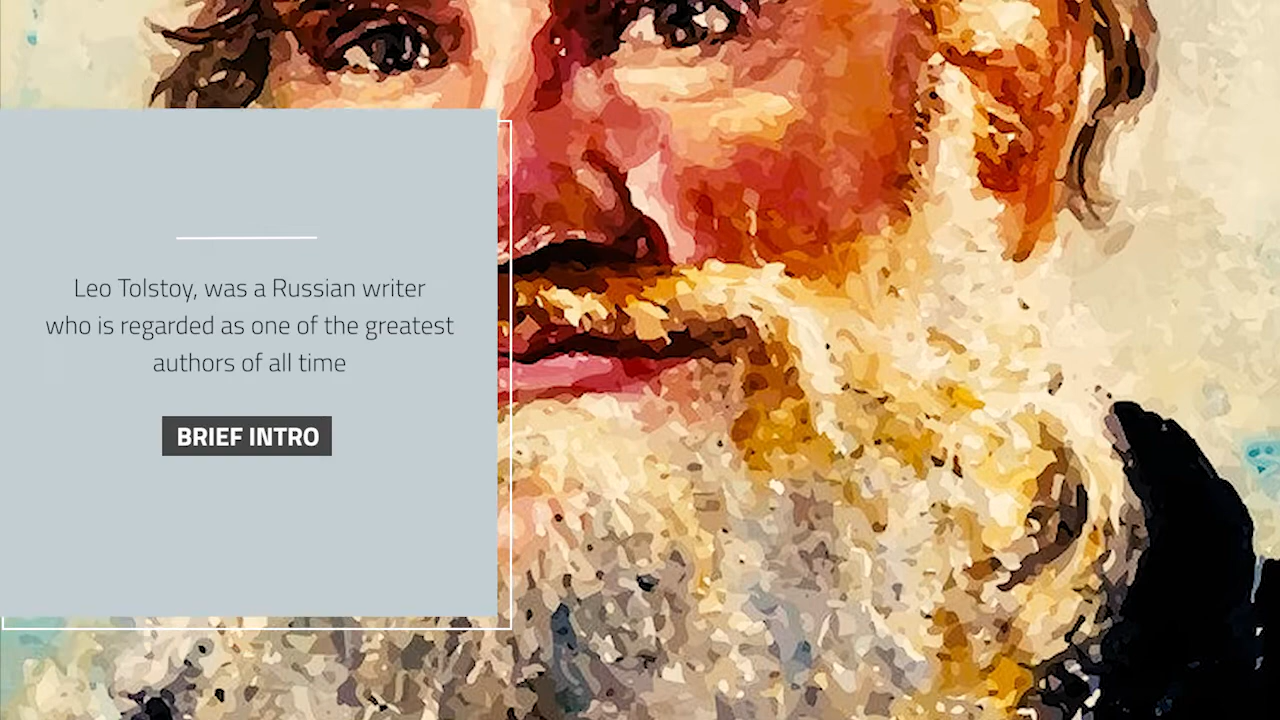 Leo Tolstoy, was a Russian writer
who is regarded as one of the greatest
authors of all time
BRIEF INTRO